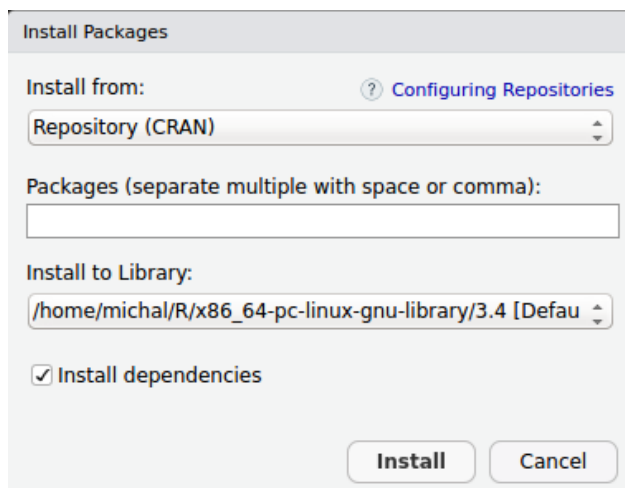 Install Packages
Install from:
? Configuring Repositories
Repository (CRAN)
Packages (separate multiple with space or comma):
Install to Library:
/home/michal/R/x86_64-pc-linux-gnu-library/3.4 [Defau
Install dependencies
Install
Cancel